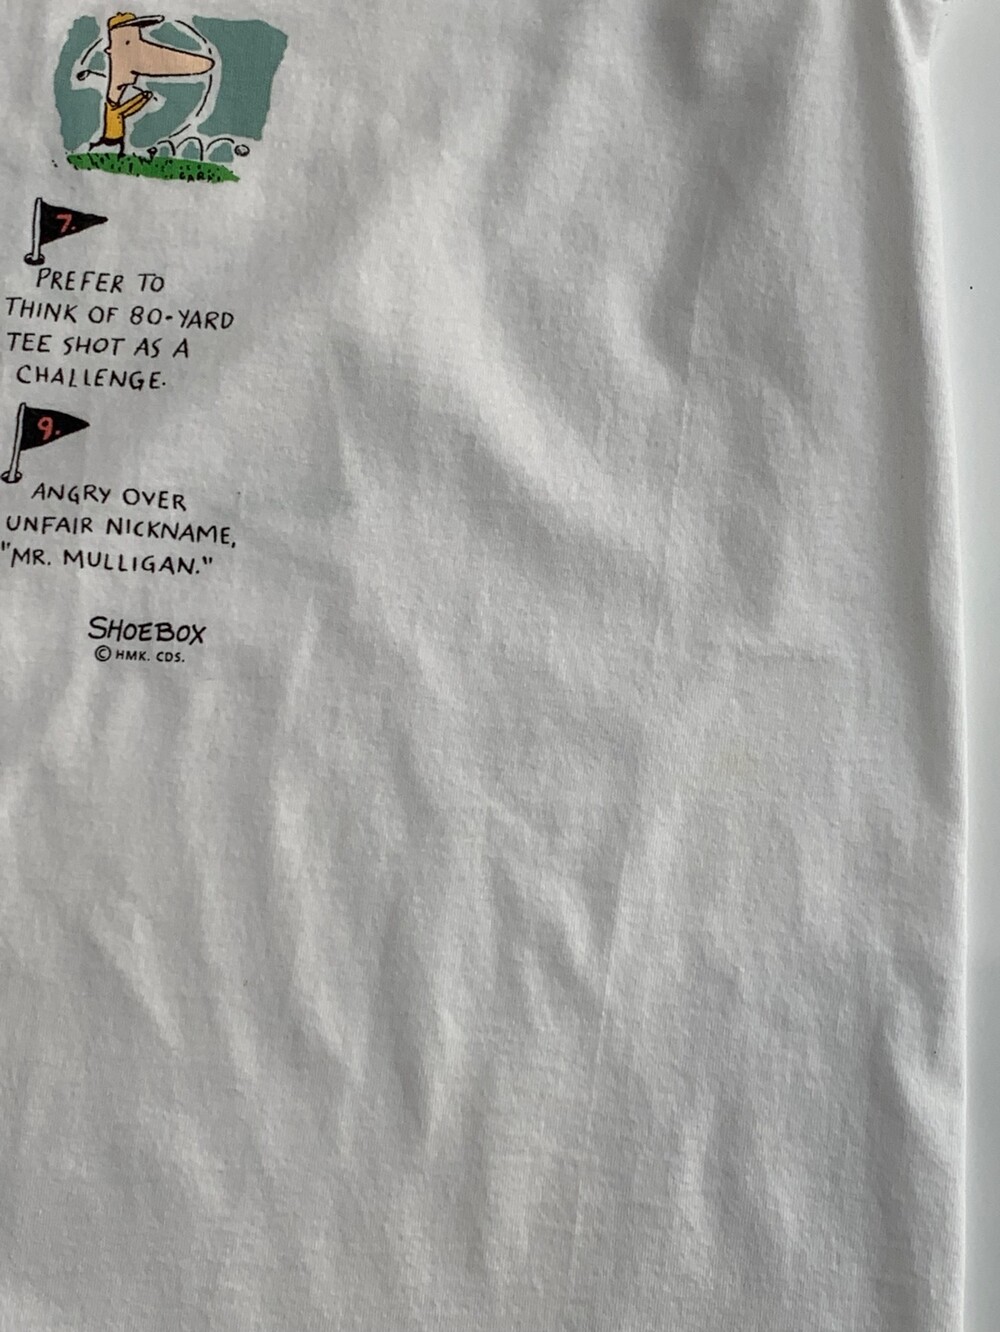 CARK
7.
PREFER TO
THINK OF 80-YARD
TEE SHOT AS A
CHALLENGE.
9.
ANGRY OVER
UNFAIR NICKNAME,
"MR. MULLIGAN."
SHOEBOX
© HMK. CDS.